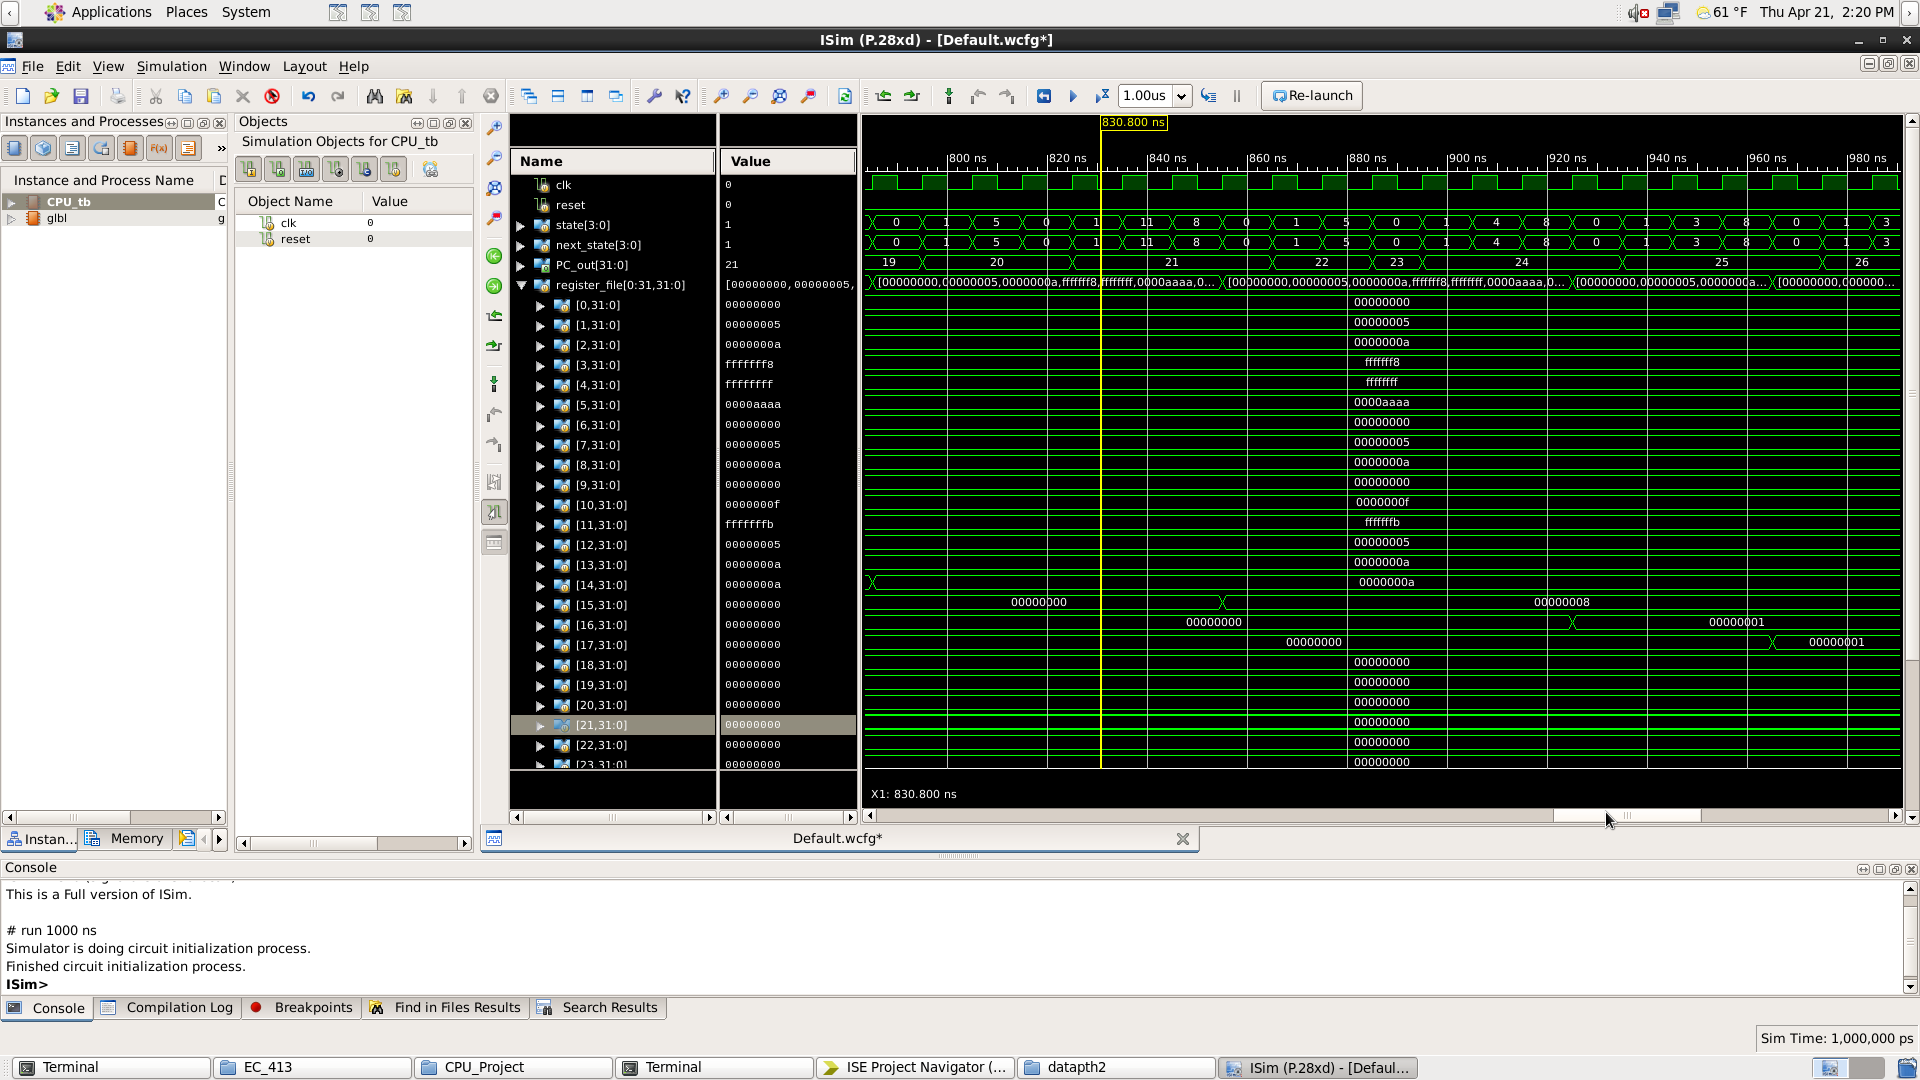 Applications Places System 61 °F Thu Apr 21, 2:20 PM
ISim (P.28xd) - [Default.wcfg*]
File Edit View Simulation Window Layout Help
1.00us Re-launch
Instances and Processes
Objects
Simulation Objects for CPU_tb
F(x)
»
Instance and Process Name D
CPU_tb C
glbl g
Object Name Value
clk 0
reset 0
Name Value
clk 0
reset 0
state[3:0] 1
next_state[3:0] 1
PC_out[31:0] 21
register_file[0:31,31:0] [00000000,00000005,
[0,31:0] 00000000
[1,31:0] 00000005
[2,31:0] 0000000a
[3,31:0] fffffff8
[4,31:0] ffffffff
[5,31:0] 0000aaaa
[6,31:0] 00000000
[7,31:0] 00000005
[8,31:0] 0000000a
[9,31:0] 00000000
[10,31:0] 0000000f
[11,31:0] fffffffb
[12,31:0] 00000005
[13,31:0] 0000000a
[14,31:0] 0000000a
[15,31:0] 00000000
[16,31:0] 00000000
[17,31:0] 00000000
[18,31:0] 00000000
[19,31:0] 00000000
[20,31:0] 00000000
[21,31:0] 00000000
[22,31:0] 00000000
[23,31:0] 00000000
830.800 ns
800 ns 820 ns 840 ns 860 ns 880 ns 900 ns 920 ns 940 ns 960 ns 980 ns
0 1 5 0 1 11 8 0 1 5 0 1 4 8 0 1 3 8 0 1 3
0 1 5 0 1 11 8 0 1 5 0 1 4 8 0 1 3 8 0 1 3
19 20 21 22 23 24 25 26
[00000000,00000005,0000000a,fffffff8,ffffffff,0000aaaa,0... [00000000,00000005,0000000a,fffffff8,ffffffff,0000aaaa,0... [00000000,00000005,0000000a... [00000000,000000...
00000000
00000005
0000000a
fffffff8
ffffffff
0000aaaa
00000000
00000005
0000000a
00000000
0000000f
fffffffb
00000005
0000000a
0000000a
00000000 00000008
00000000 00000001
00000000 00000001
00000000
00000000
00000000
00000000
00000000
00000000
X1: 830.800 ns
Instan... Memory
Default.wcfg*
Console
This is a Full version of ISim.
# run 1000 ns
Simulator is doing circuit initialization process.
Finished circuit initialization process.
ISim>
Console Compilation Log Breakpoints Find in Files Results Search Results
Sim Time: 1,000,000 ps
Terminal EC_413 CPU_Project Terminal ISE Project Navigator (... datapth2 ISim (P.28xd) - [Defaul...